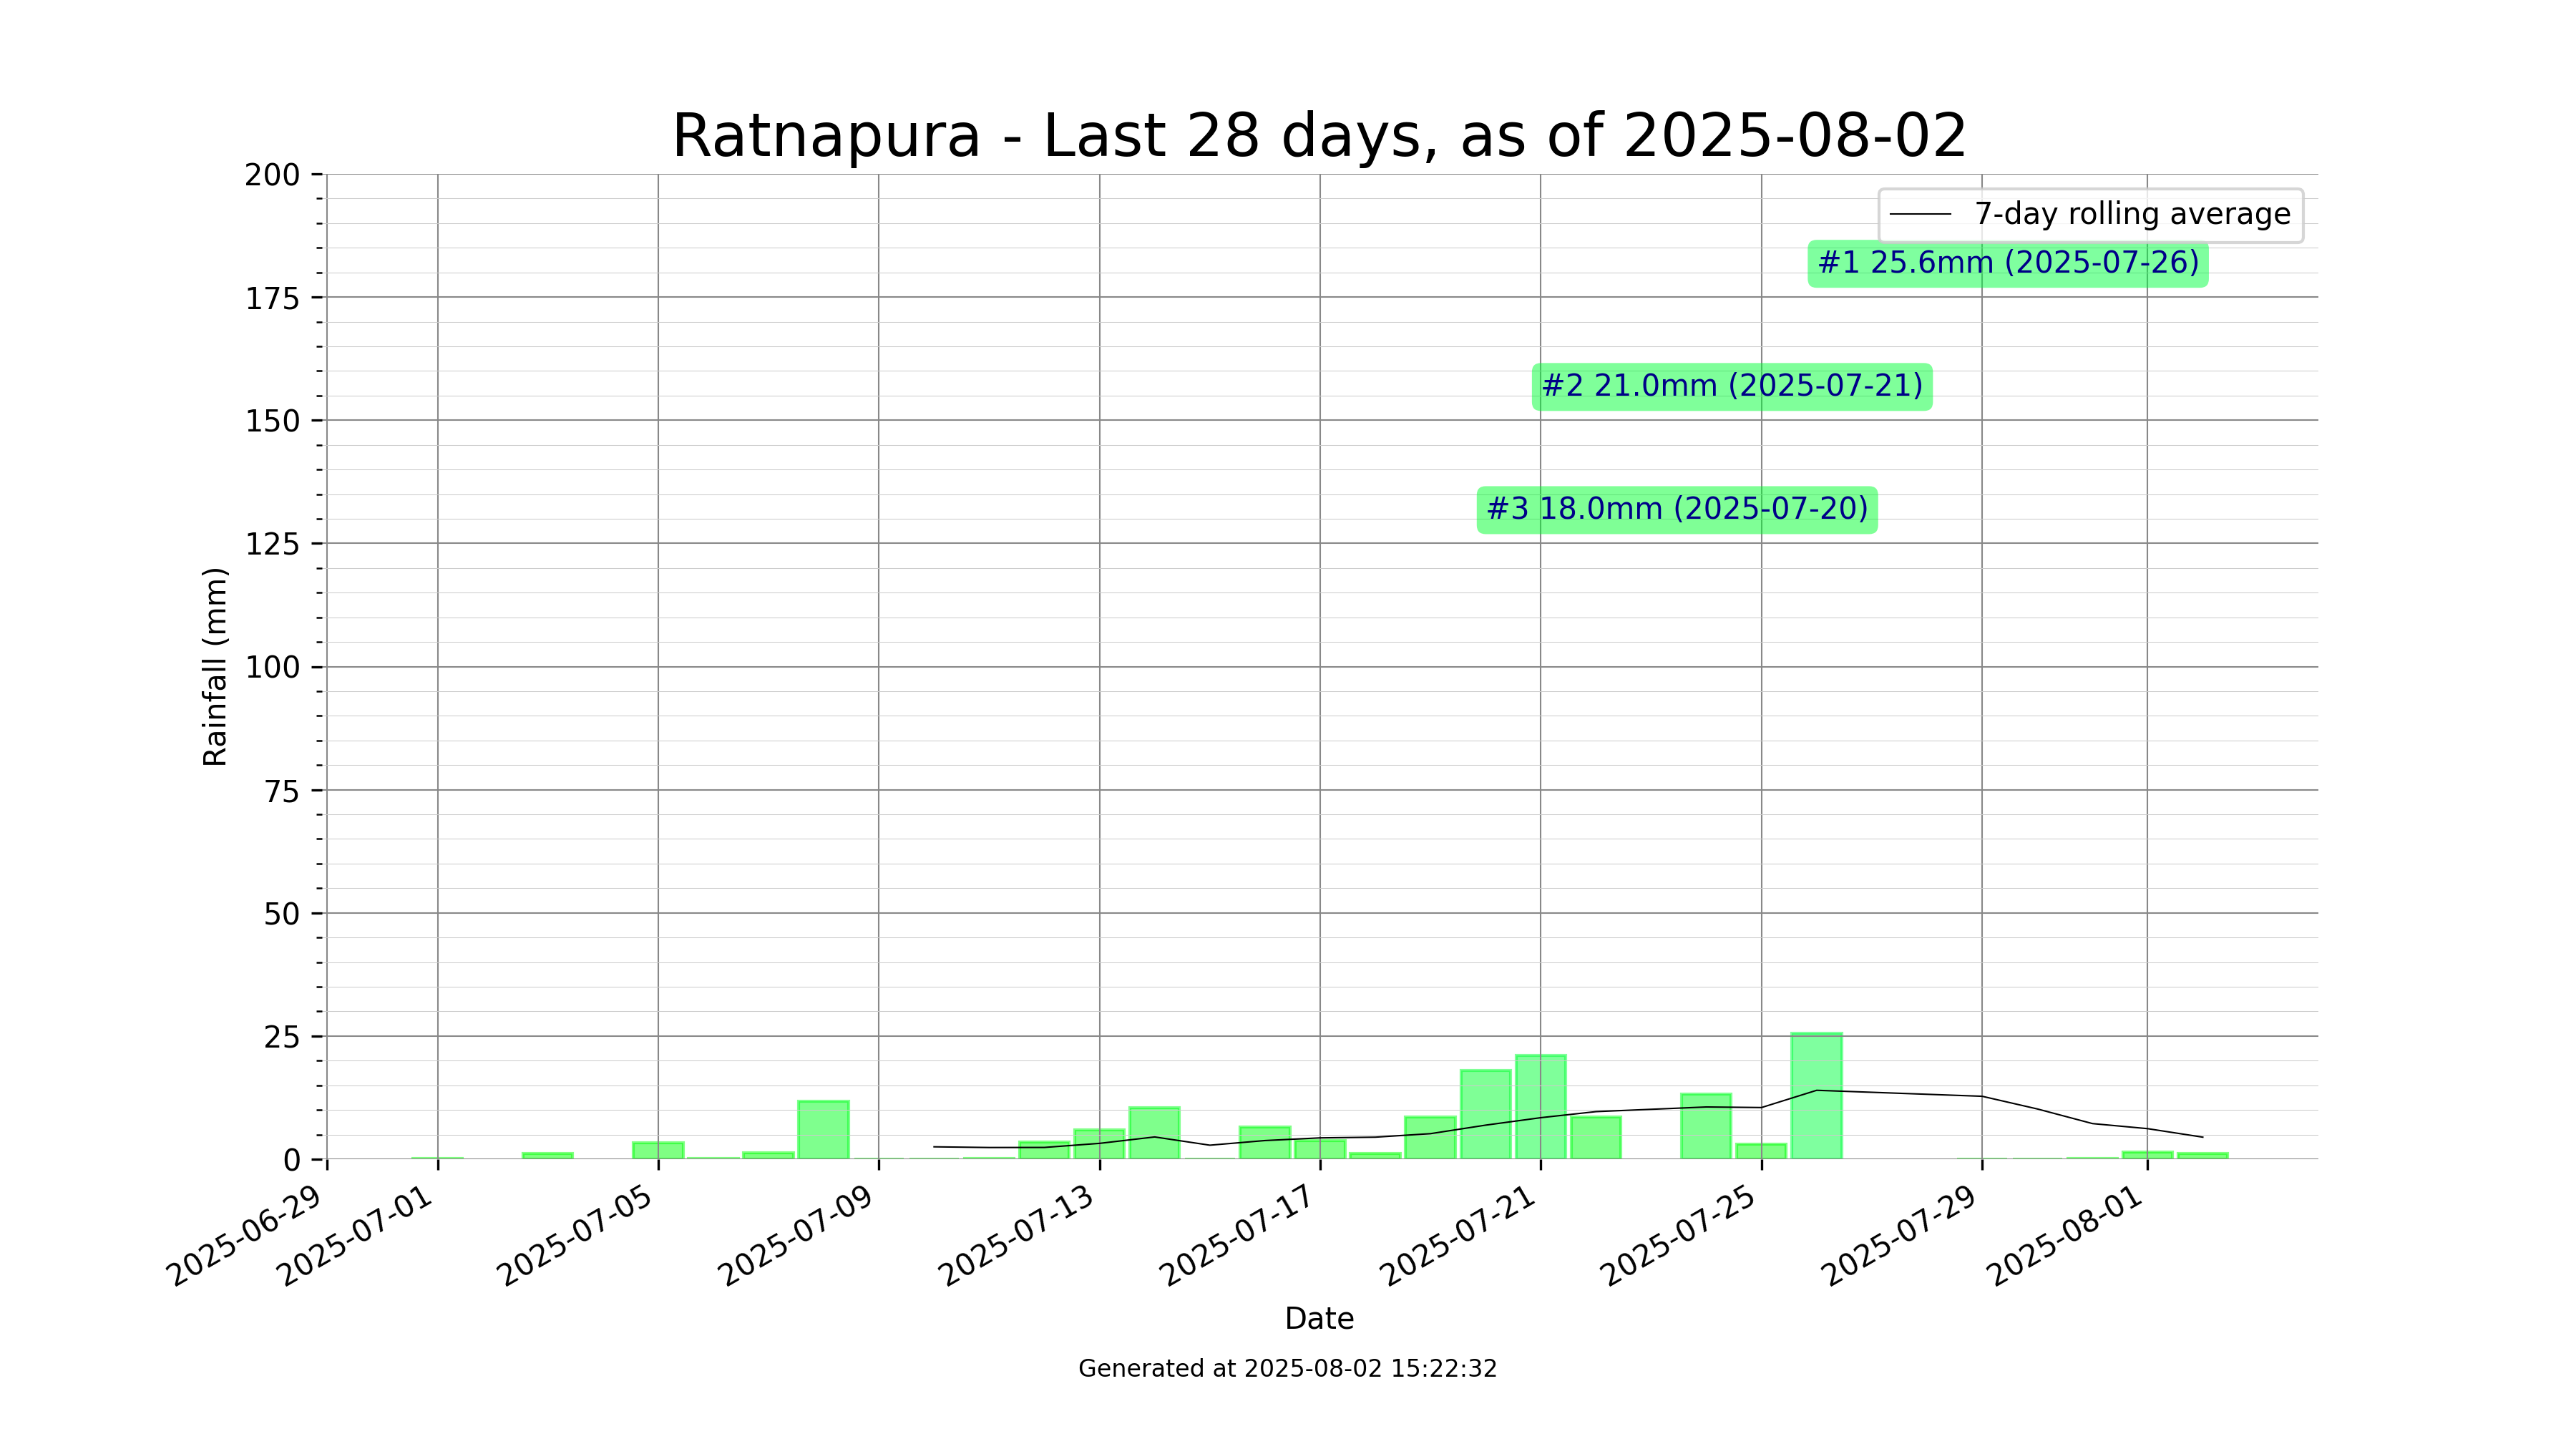 Ratnapura - Last 28 days, as of 2025-08-02
7-day rolling average
#1 25.6mm (2025-07-26)
#2 21.0mm (2025-07-21)
#3 18.0mm (2025-07-20)
Rainfall (mm)
200
175
150
125
100
75
50
25
0
2025-06-29
2025-07-01
2025-07-05
2025-07-09
2025-07-13
2025-07-17
2025-07-21
2025-07-25
2025-07-29
2025-08-01
Date
Generated at 2025-08-02 15:22:32